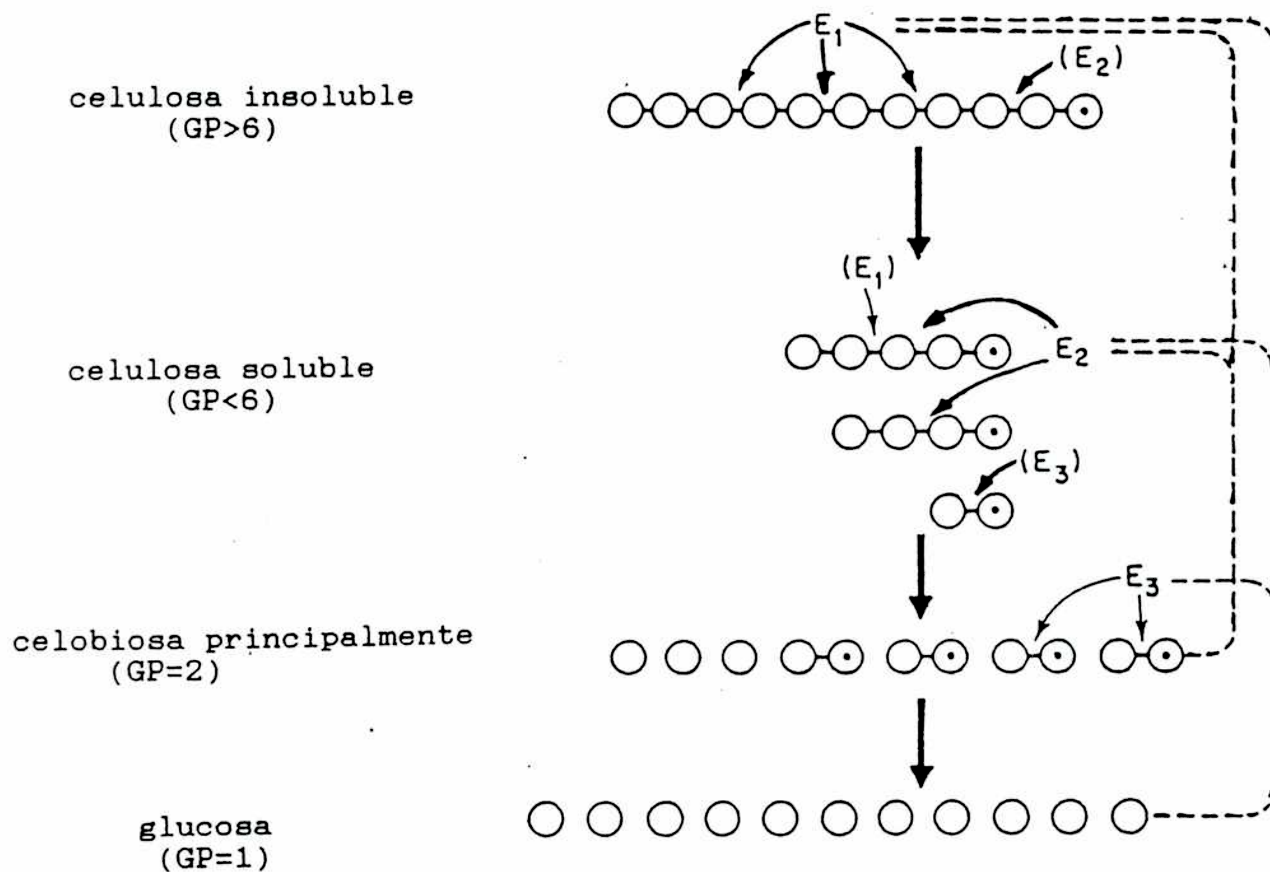 E1
(E2)
celulosa insoluble
(GP>6)
(E1)
E2
celulosa soluble
(GP<6)
(E3)
E3
celobiosa principalmente
(GP=2)
glucosa
(GP=1)